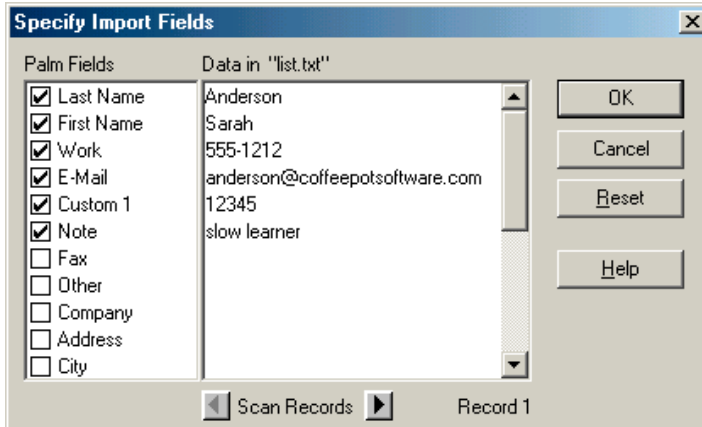 Specify Import Fields
Palm Fields Data in "list.txt"
Last Name Anderson
First Name Sarah
Work 555-1212
E-Mail anderson@coffeepotsoftware.com
Custom 1 12345
Note slow learner
Fax
Other
Company
Address
City
OK
Cancel
Reset
Help
Scan Records Record 1